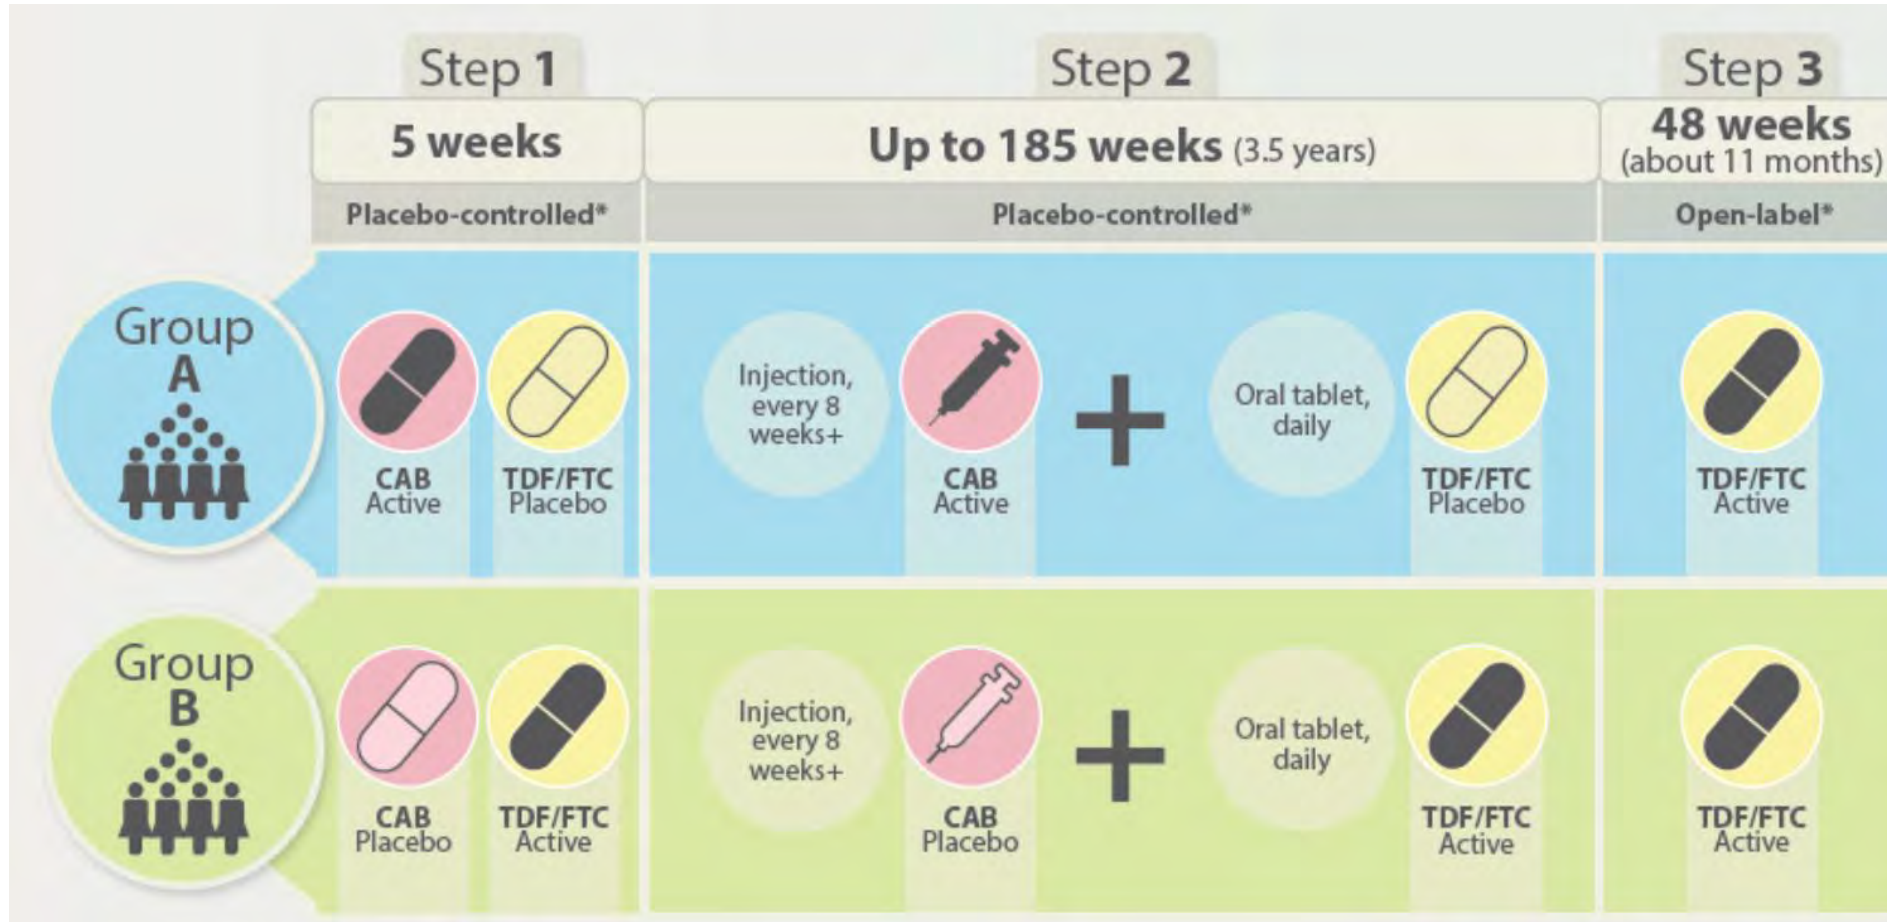 Step 1
Step 2
Step 3
5 weeks
Up to 185 weeks (3.5 years)
48 weeks
(about 11 months)
Placebo-controlled*
Placebo-controlled*
Open-label*
Group
A
CAB
Active
TDF/FTC
Placebo
Injection,
every 8
weeks+
CAB
Active
+
Oral tablet,
daily
TDF/FTC
Placebo
TDF/FTC
Active
Group
B
CAB
Placebo
TDF/FTC
Active
Injection,
every 8
weeks+
CAB
Placebo
+
Oral tablet,
daily
TDF/FTC
Active
TDF/FTC
Active